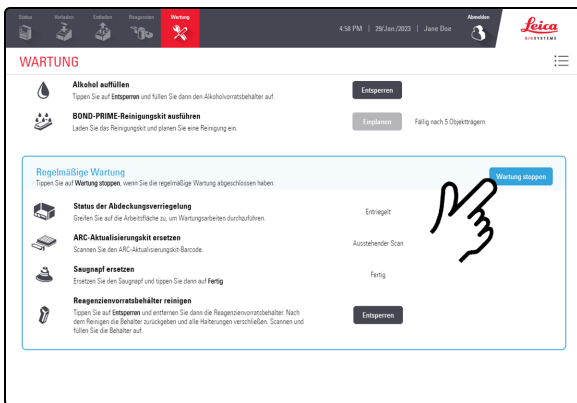 Status Vorladen Entladen Reagenzien Wartung
4:58 PM | 29/Jan./2023 | Jane Doe
Abmelden
Leica
BIOSYSTEMS
WARTUNG
Alkohol auffüllen
Tippen Sie auf Entsperren und füllen Sie dann den Alkoholvorratsbehälter auf.
Entsperren
BOND-PRIME-Reinigungskit ausführen
Laden Sie das Reinigungskit und planen Sie eine Reinigung ein.
Einplanen
Fällig nach 5 Objektträgern
Regelmäßige Wartung
Tippen Sie auf Wartung stoppen, wenn Sie die regelmäßige Wartung abgeschlossen haben.
Wartung stoppen
Status der Abdeckungsverriegelung
Greifen Sie auf die Arbeitsfläche zu, um Wartungsarbeiten durchzuführen.
Entriegelt
ARC-Aktualisierungskit ersetzen
Scannen Sie den ARC-Aktualisierungskit-Barcode.
Ausstehender Scan
Saugnapf ersetzen
Ersetzen Sie den Saugnapf und tippen Sie dann auf Fertig
Fertig
Reagenzienvorratsbehälter reinigen
Tippen Sie auf Entsperren und entfernen Sie dann die Reagenzienvorratsbehälter. Nach
dem Reinigen die Behälter zurückgeben und alle Halterungen verschließen. Scannen und
füllen Sie die Behälter auf.
Entsperren